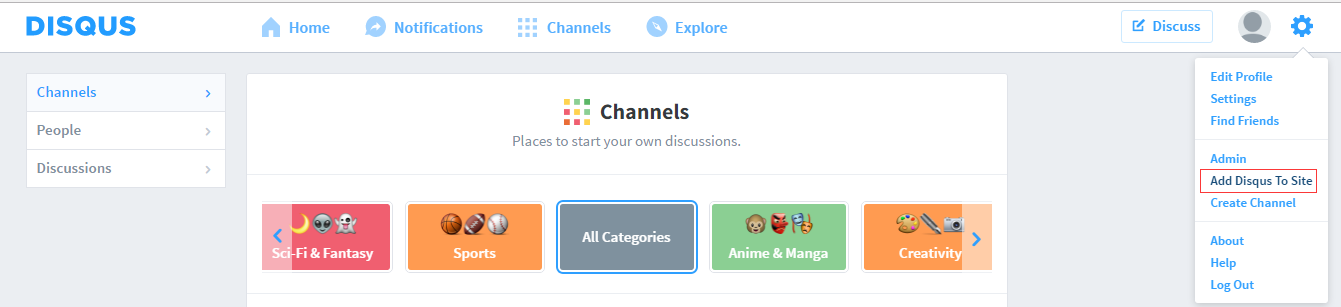 DISQUS
Home
Notifications
Channels
Explore
Discuss
Edit Profile
Settings
Find Friends
Admin
Add Disqus To Site
Create Channel
About
Help
Log Out
Channels
People
Discussions
Channels
Places to start your own discussions.
Sci-Fi & Fantasy
Sports
All Categories
Anime & Manga
Creativity